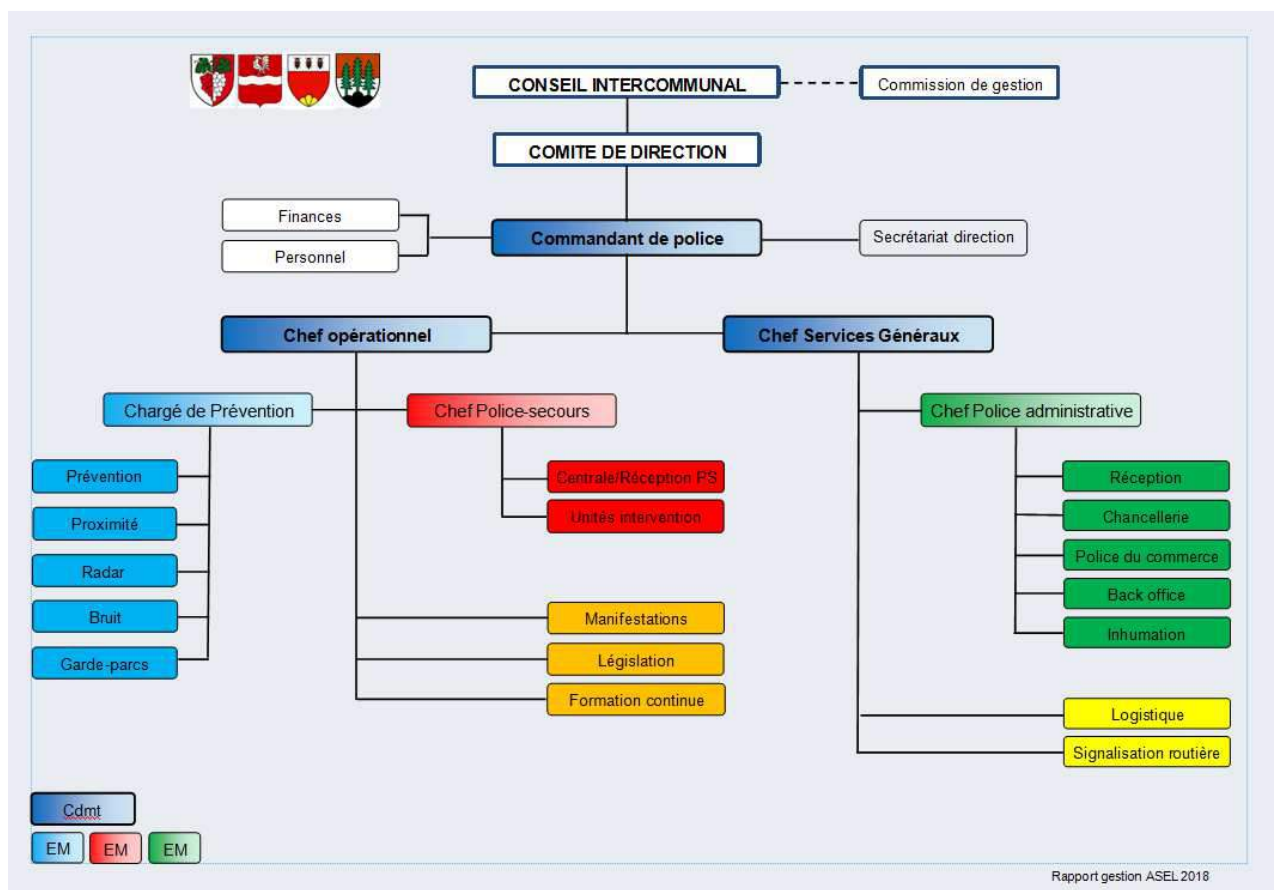 CONSEIL INTERCOMMUNAL
Commission de gestion
COMITE DE DIRECTION
Finances
Personnel
Commandant de police
Secrétariat direction
Chef opérationnel
Chef Services Généraux
Chargé de Prévention
Chef Police-secours
Chef Police administrative
Prévention
Proximité
Radar
Bruit
Garde-parcs
Centrale/Réception PS
Unités intervention
Manifestations
Législation
Formation continue
Réception
Chancellerie
Police du commerce
Back office
Inhumation
Logistique
Signalisation routière
Cdmt
EM
EM
EM
Rapport gestion ASEL 2018